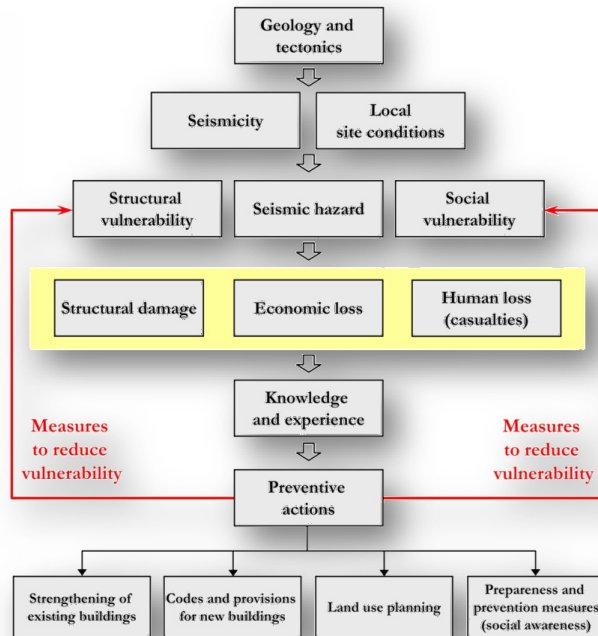 Geology and
tectonics
Seismicity
Local
site conditions
Structural
vulnerability
Seismic hazard
Social
vulnerability
Structural damage
Economic loss
Human loss
(casualties)
Knowledge
and experience
Measures
to reduce
vulnerability
Measures
to reduce
vulnerability
Preventive
actions
Strengthening of
existing buildings
Codes and provisions
for new buildings
Land use planning
Prepareness and
prevention measures
(social awareness)